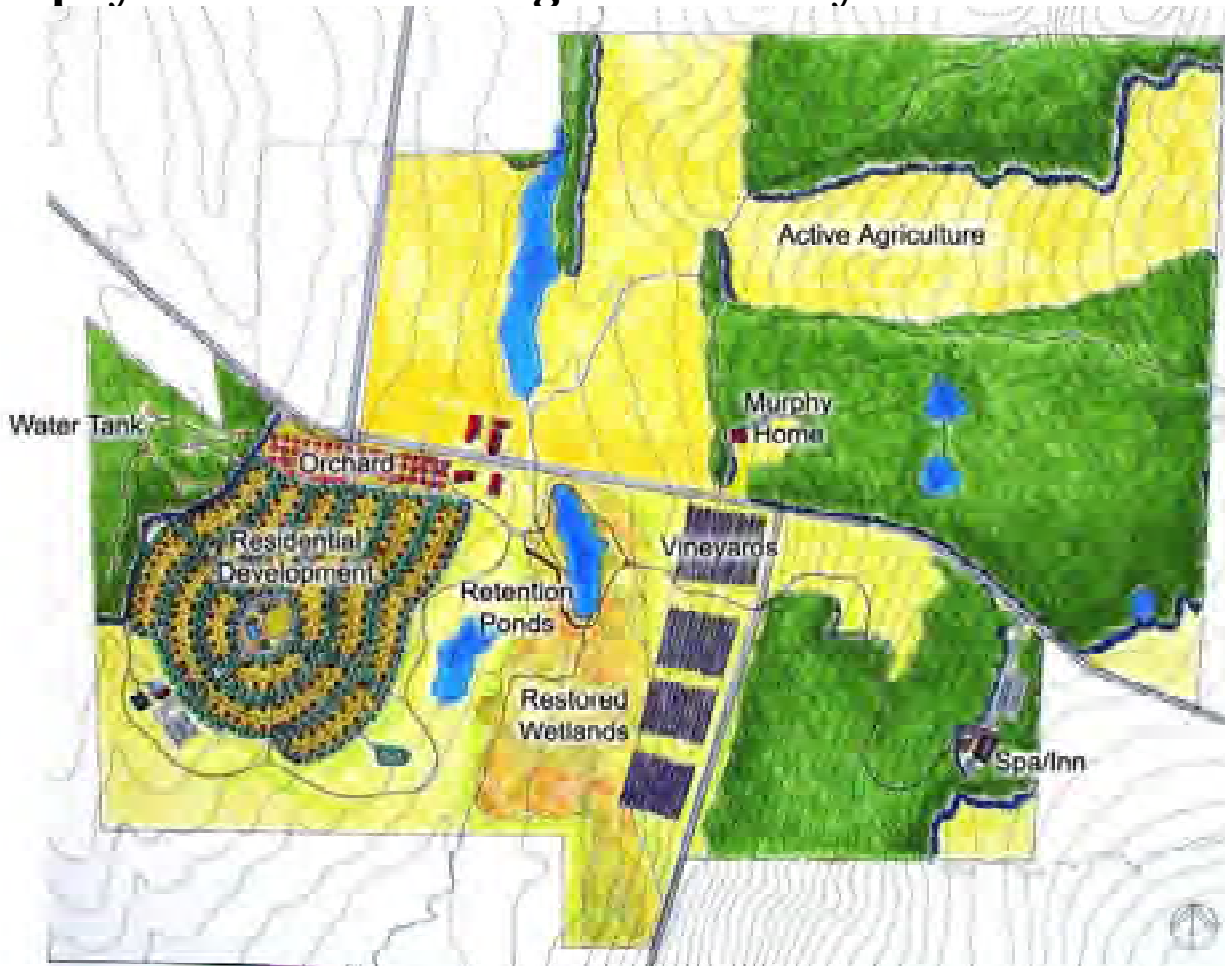 Active Agriculture
Murphy
Home
Water Tank
Orchard
Residential
Development
Vineyards
Retention
Ponds
Restored
Wetlands
Spa/Inn